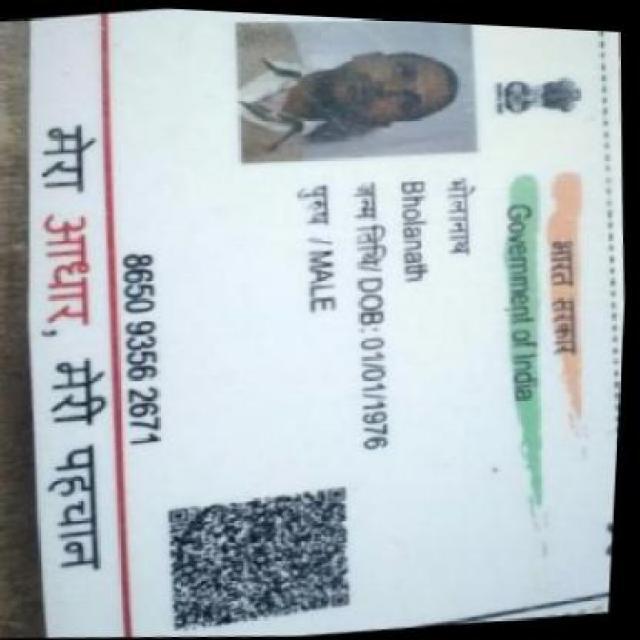 भारत सरकार
Government of India
भोलानाथ
Bholanath
जन्म तिथि/ DOB: 01/01/1976
पुरुष / MALE
8650 9356 2671
मेरा आधार, मेरी पहचान